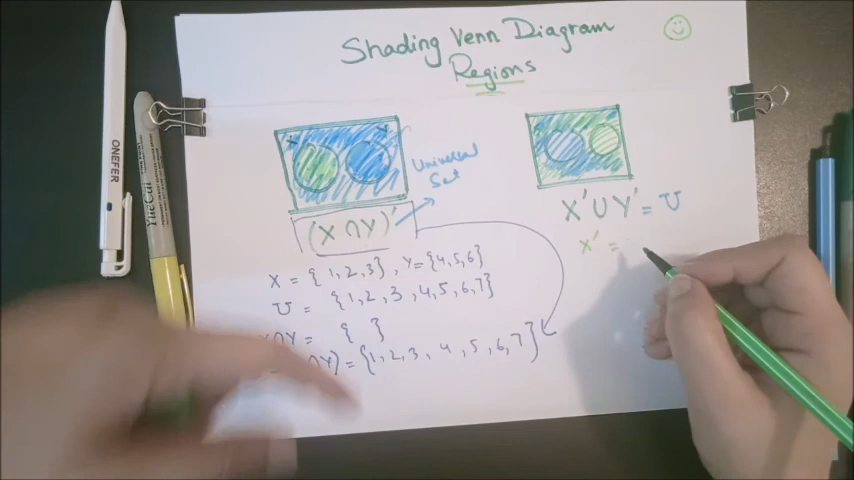 Shading Venn Diagram
Regions
X Y
Universal
Set
(X ∩ Y)'
X = {1, 2, 3}, Y = {4, 5, 6}
U = {1, 2, 3, 4, 5, 6, 7}
X∩Y = { }
∩Y) = {1, 2, 3, 4, 5, 6, 7}
X' U Y' = U
X' =
ONEFER
YueCai